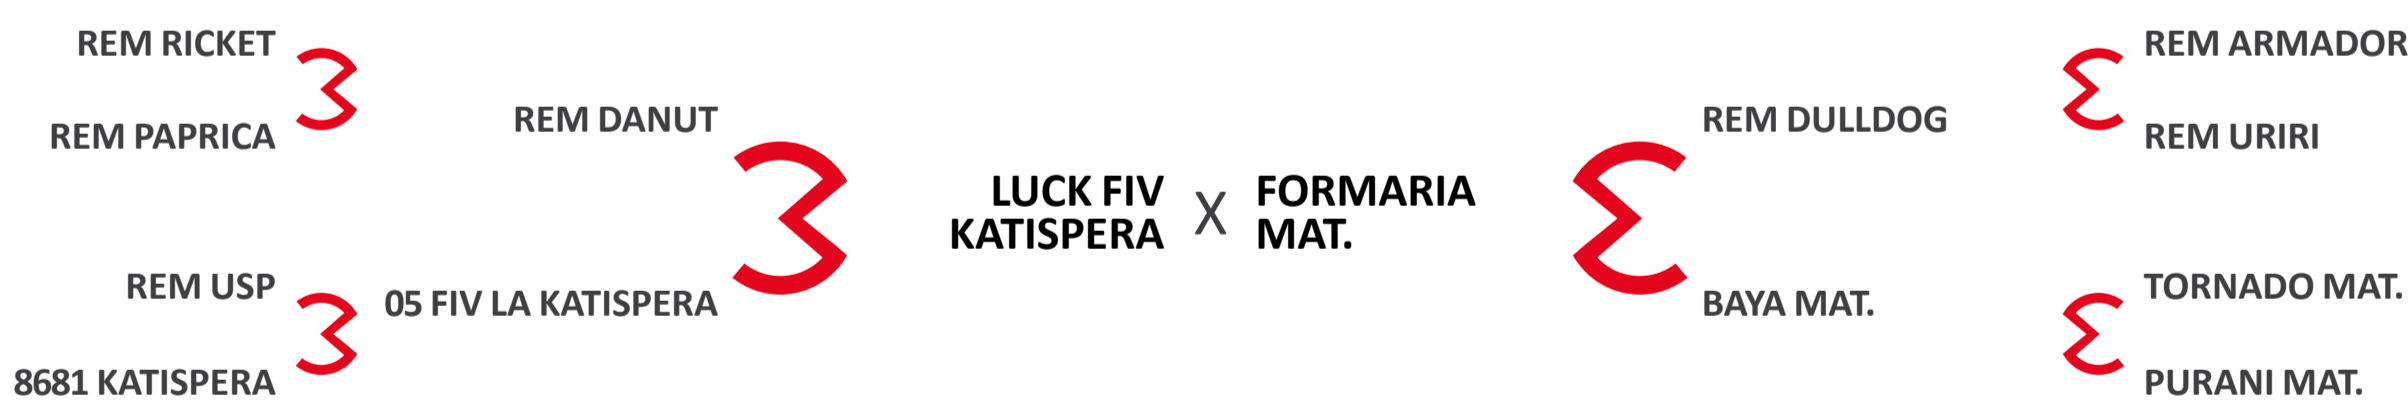 REM RICKET
REM PAPRICA
REM DANUT
REM USP
05 FIV LA KATISPERA
8681 KATISPERA
LUCK FIV
KATISPERA
X
FORMARIA
MAT.
REM DULLDOG
BAYA MAT.
REM ARMADOR
REM URIRI
TORNADO MAT.
PURANI MAT.